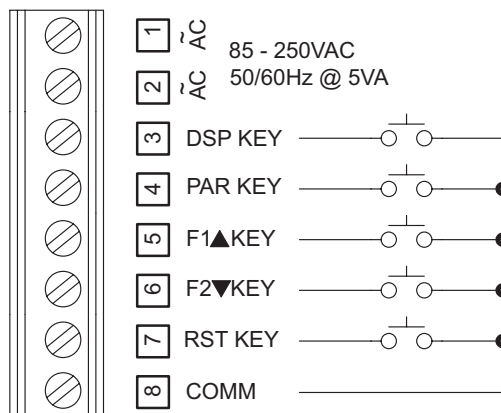 1 ~AC
85 - 250VAC
2 ~AC
50/60Hz @ 5VA
3 DSP KEY
4 PAR KEY
5 F1▲KEY
6 F2▼KEY
7 RST KEY
8 COMM